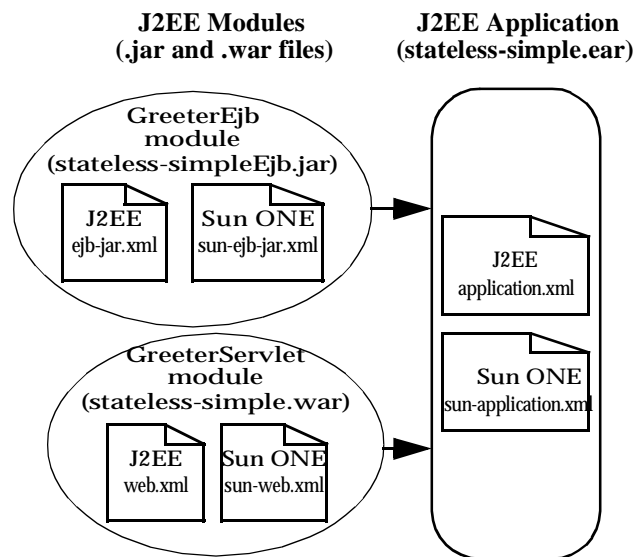 J2EE Modules
(.jar and .war files)
J2EE Application
(stateless-simple.ear)
GreeterEjb
module
(stateless-simpleEjb.jar)
J2EE
ejb-jar.xml
Sun ONE
sun-ejb-jar.xml
J2EE
application.xml
Sun ONE
sun-application.xml
GreeterServlet
module
(stateless-simple.war)
J2EE
web.xml
Sun ONE
sun-web.xml